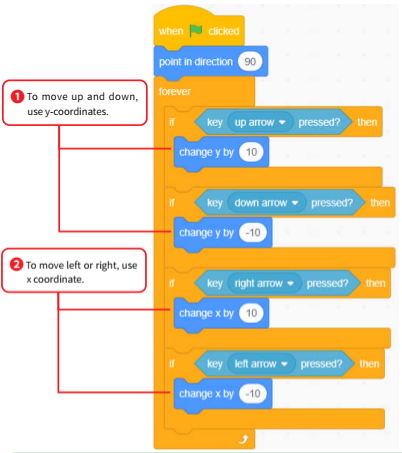 when clicked
point in direction 90
forever
1 To move up and down,
use y-coordinates.
if key up arrow pressed? then
change y by 10
if key down arrow pressed? then
change y by -10
2 To move left or right, use
x coordinate.
if key right arrow pressed? then
change x by 10
if key left arrow pressed? then
change x by -10